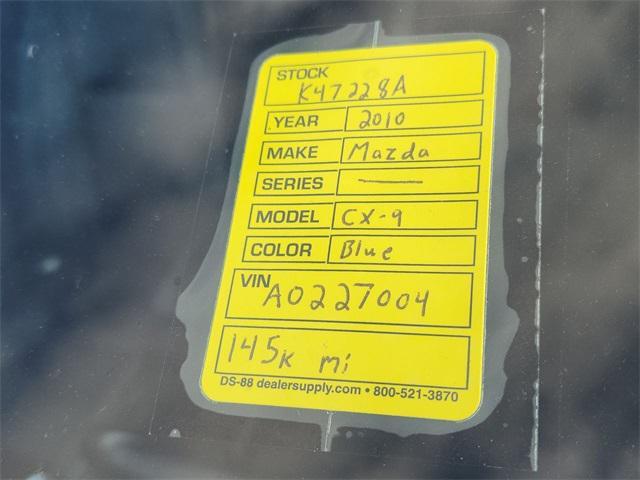 STOCK
K47228A
YEAR 2010
MAKE Mazda
SERIES —
MODEL CX-9
COLOR Blue
VIN A0227004
145K mi
DS-88 dealersupply.com • 800-521-3870